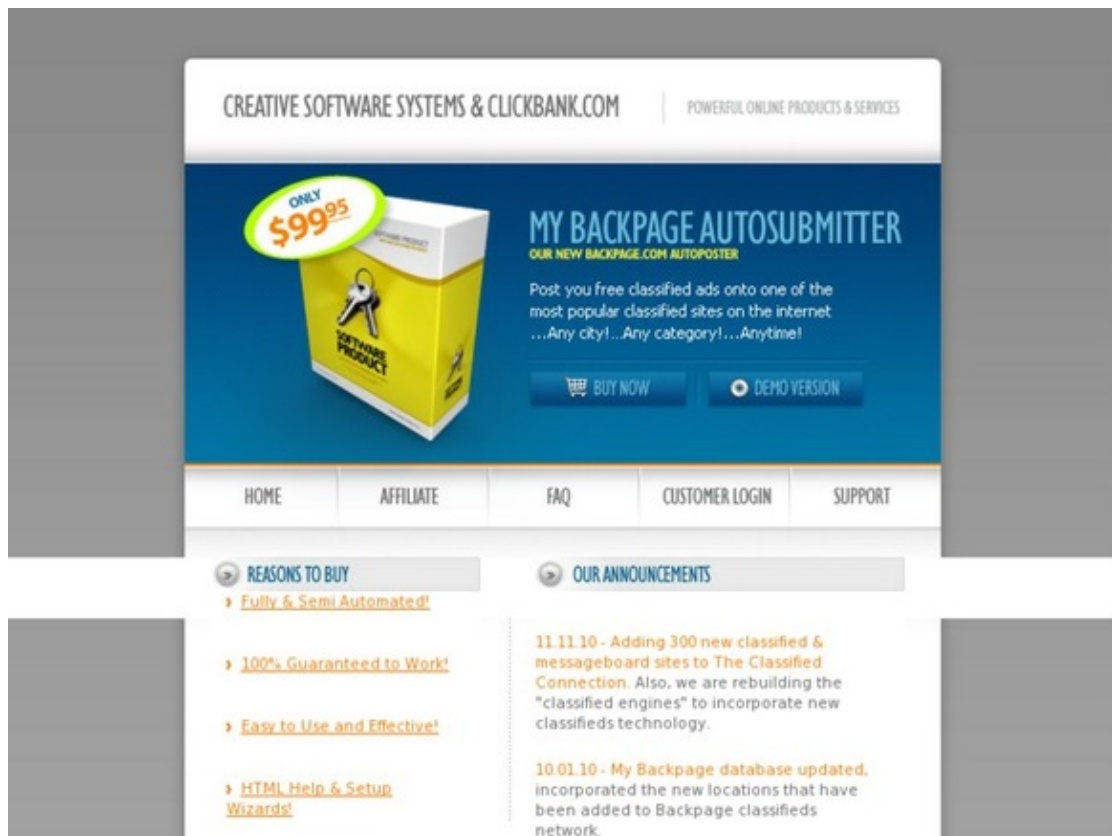 CREATIVE SOFTWARE SYSTEMS & CLICKBANK.COM
POWERFUL ONLINE PRODUCTS & SERVICES
ONLY
$99.95
SOFTWARE PRODUCT
SOFTWARE
PRODUCT
MY BACKPAGE AUTOSUBMITTER
OUR NEW BACKPAGE.COM AUTOPOSTER
Post you free classified ads onto one of the
most popular classified sites on the internet
...Any city!...Any category!...Anytime!
BUY NOW
DEMO VERSION
HOME
AFFILIATE
FAQ
CUSTOMER LOGIN
SUPPORT
REASONS TO BUY
Fully & Semi Automated!
100% Guaranteed to Work!
Easy to Use and Effective!
HTML Help & Setup
Wizards!
OUR ANNOUNCEMENTS
11.11.10 - Adding 300 new classified &
messageboard sites to The Classified
Connection. Also, we are rebuilding the
"classified engines" to incorporate new
classifieds technology.
10.01.10 - My Backpage database updated,
incorporated the new locations that have
been added to Backpage classifieds
network.